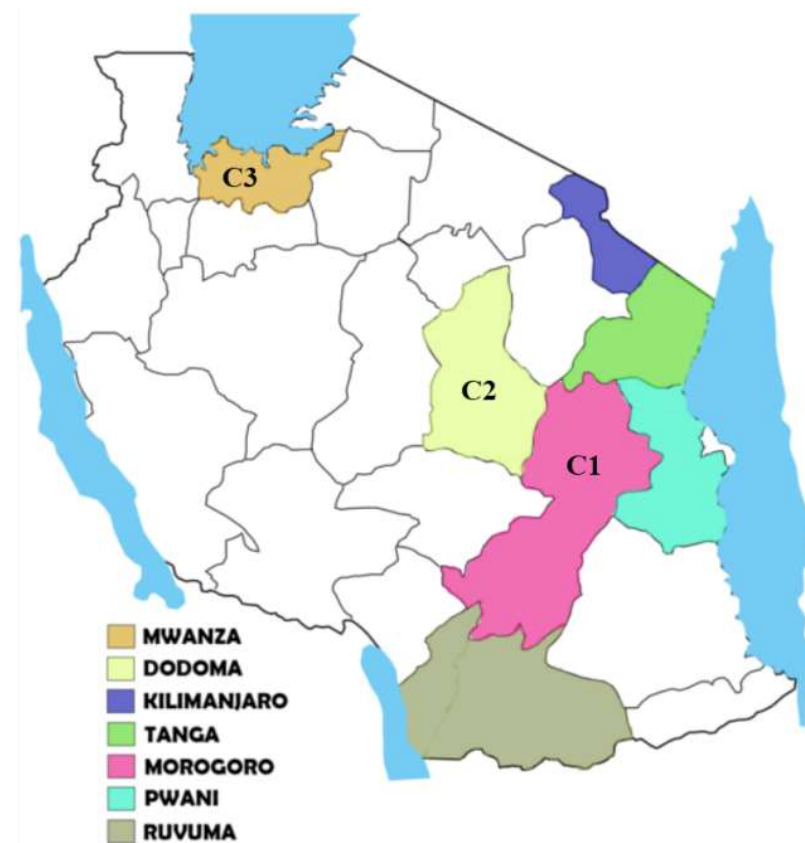 C3
C2
C1
MWANZA
DODOMA
KILIMANJARO
TANGA
MOROGORO
PWANI
RUVUMA